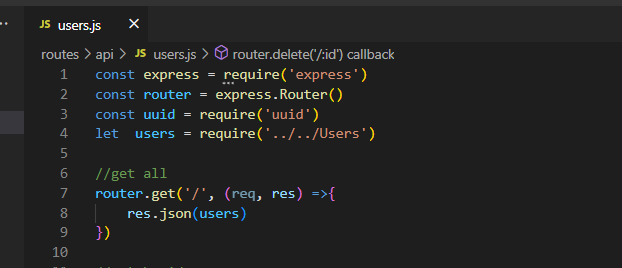 JS users.js ×
routes > api > JS users.js > router.delete('/:id') callback
1 const express = require('express')
2 const router = express.Router()
3 const uuid = require('uuid')
4 let  users = require('../../Users')
5
6 //get all
7 router.get('/', (req, res) =>{
8     res.json(users)
9 })
10